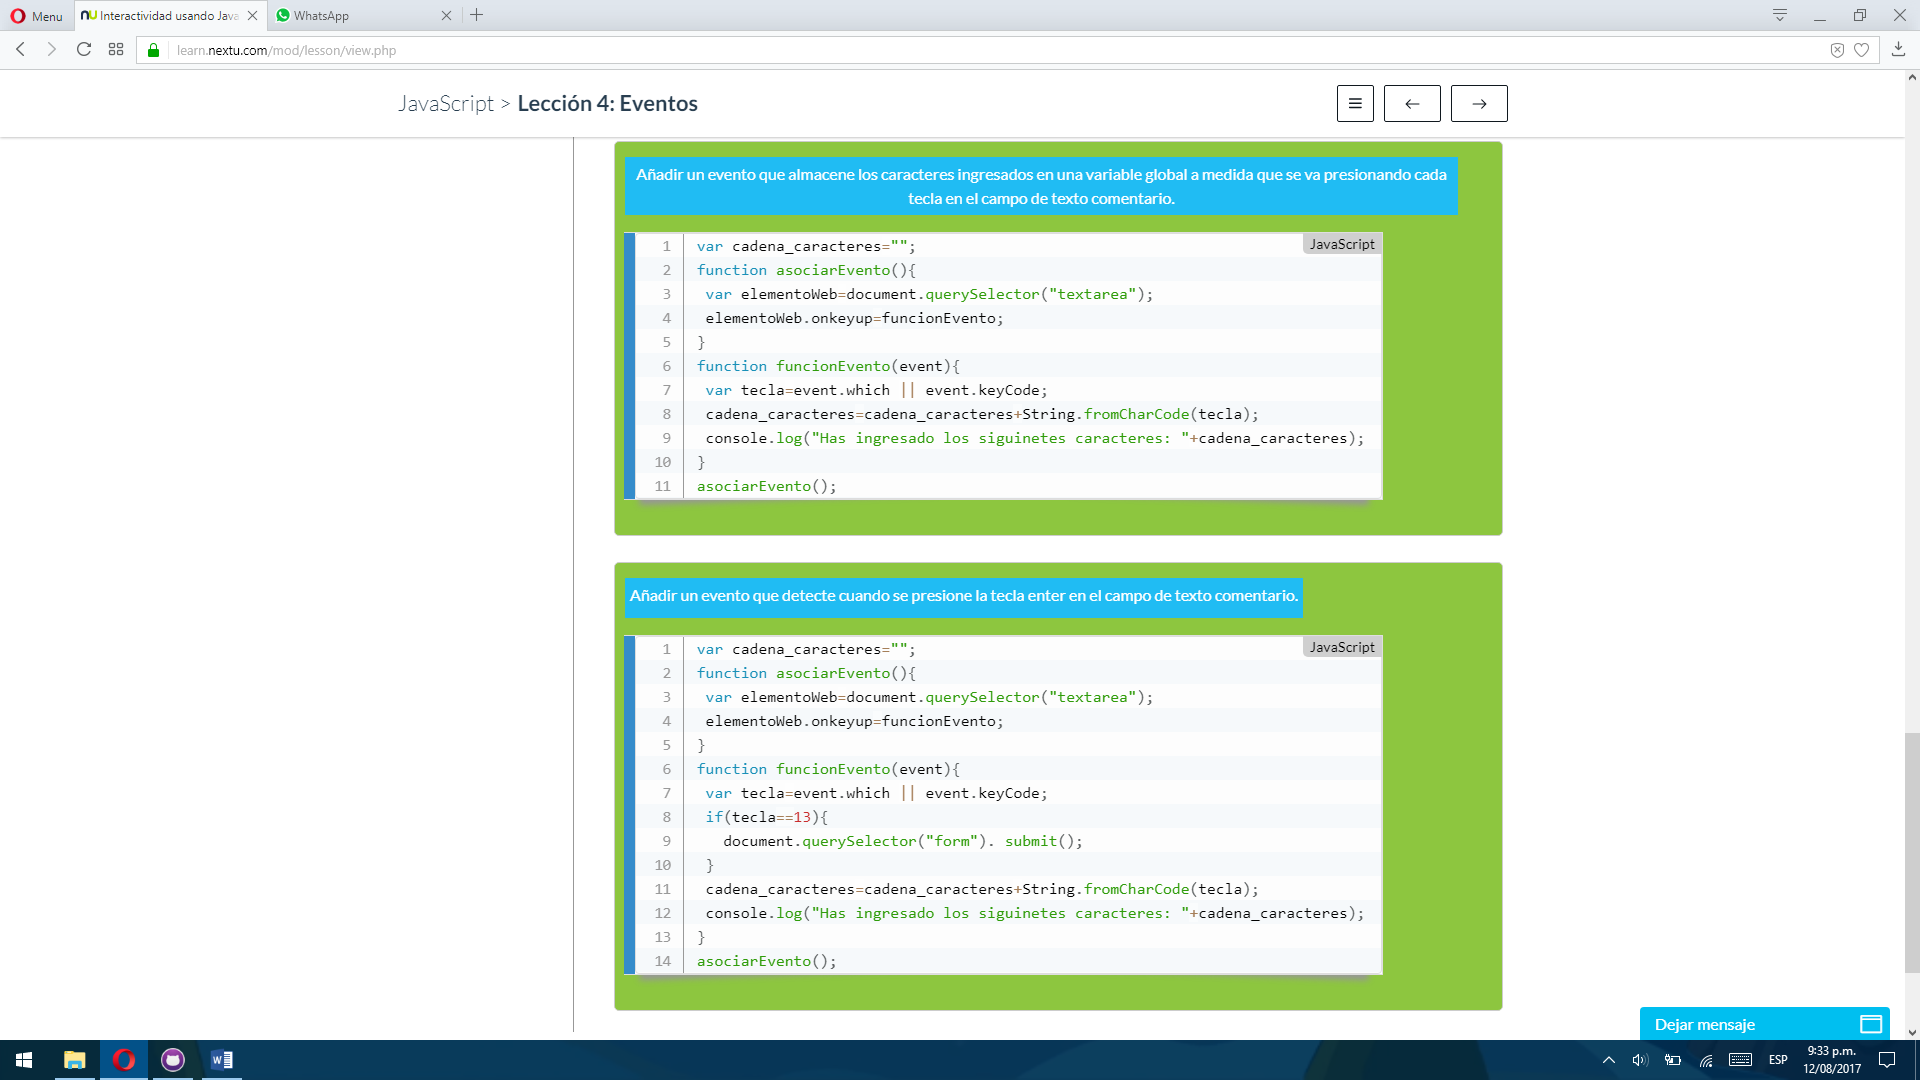 Menu
Interactividad usando Java
WhatsApp
learn.nextu.com/mod/lesson/view.php
JavaScript > Lección 4: Eventos
Añadir un evento que almacene los caracteres ingresados en una variable global a medida que se va presionando cada
tecla en el campo de texto comentario.
JavaScript
1 var cadena_caracteres="";
2 function asociarEvento(){
3 var elementoWeb=document.querySelector("textarea");
4 elementoWeb.onkeyup=funcionEvento;
5 }
6 function funcionEvento(event){
7 var tecla=event.which || event.keyCode;
8 cadena_caracteres=cadena_caracteres+String.fromCharCode(tecla);
9 console.log("Has ingresado los siguinetes caracteres: "+cadena_caracteres);
10 }
11 asociarEvento();
Añadir un evento que detecte cuando se presione la tecla enter en el campo de texto comentario.
JavaScript
1 var cadena_caracteres="";
2 function asociarEvento(){
3 var elementoWeb=document.querySelector("textarea");
4 elementoWeb.onkeyup=funcionEvento;
5 }
6 function funcionEvento(event){
7 var tecla=event.which || event.keyCode;
8 if(tecla==13){
9 document.querySelector("form"). submit();
10 }
11 cadena_caracteres=cadena_caracteres+String.fromCharCode(tecla);
12 console.log("Has ingresado los siguinetes caracteres: "+cadena_caracteres);
13 }
14 asociarEvento();
Dejar mensaje
ESP
9:33 p.m.
12/08/2017